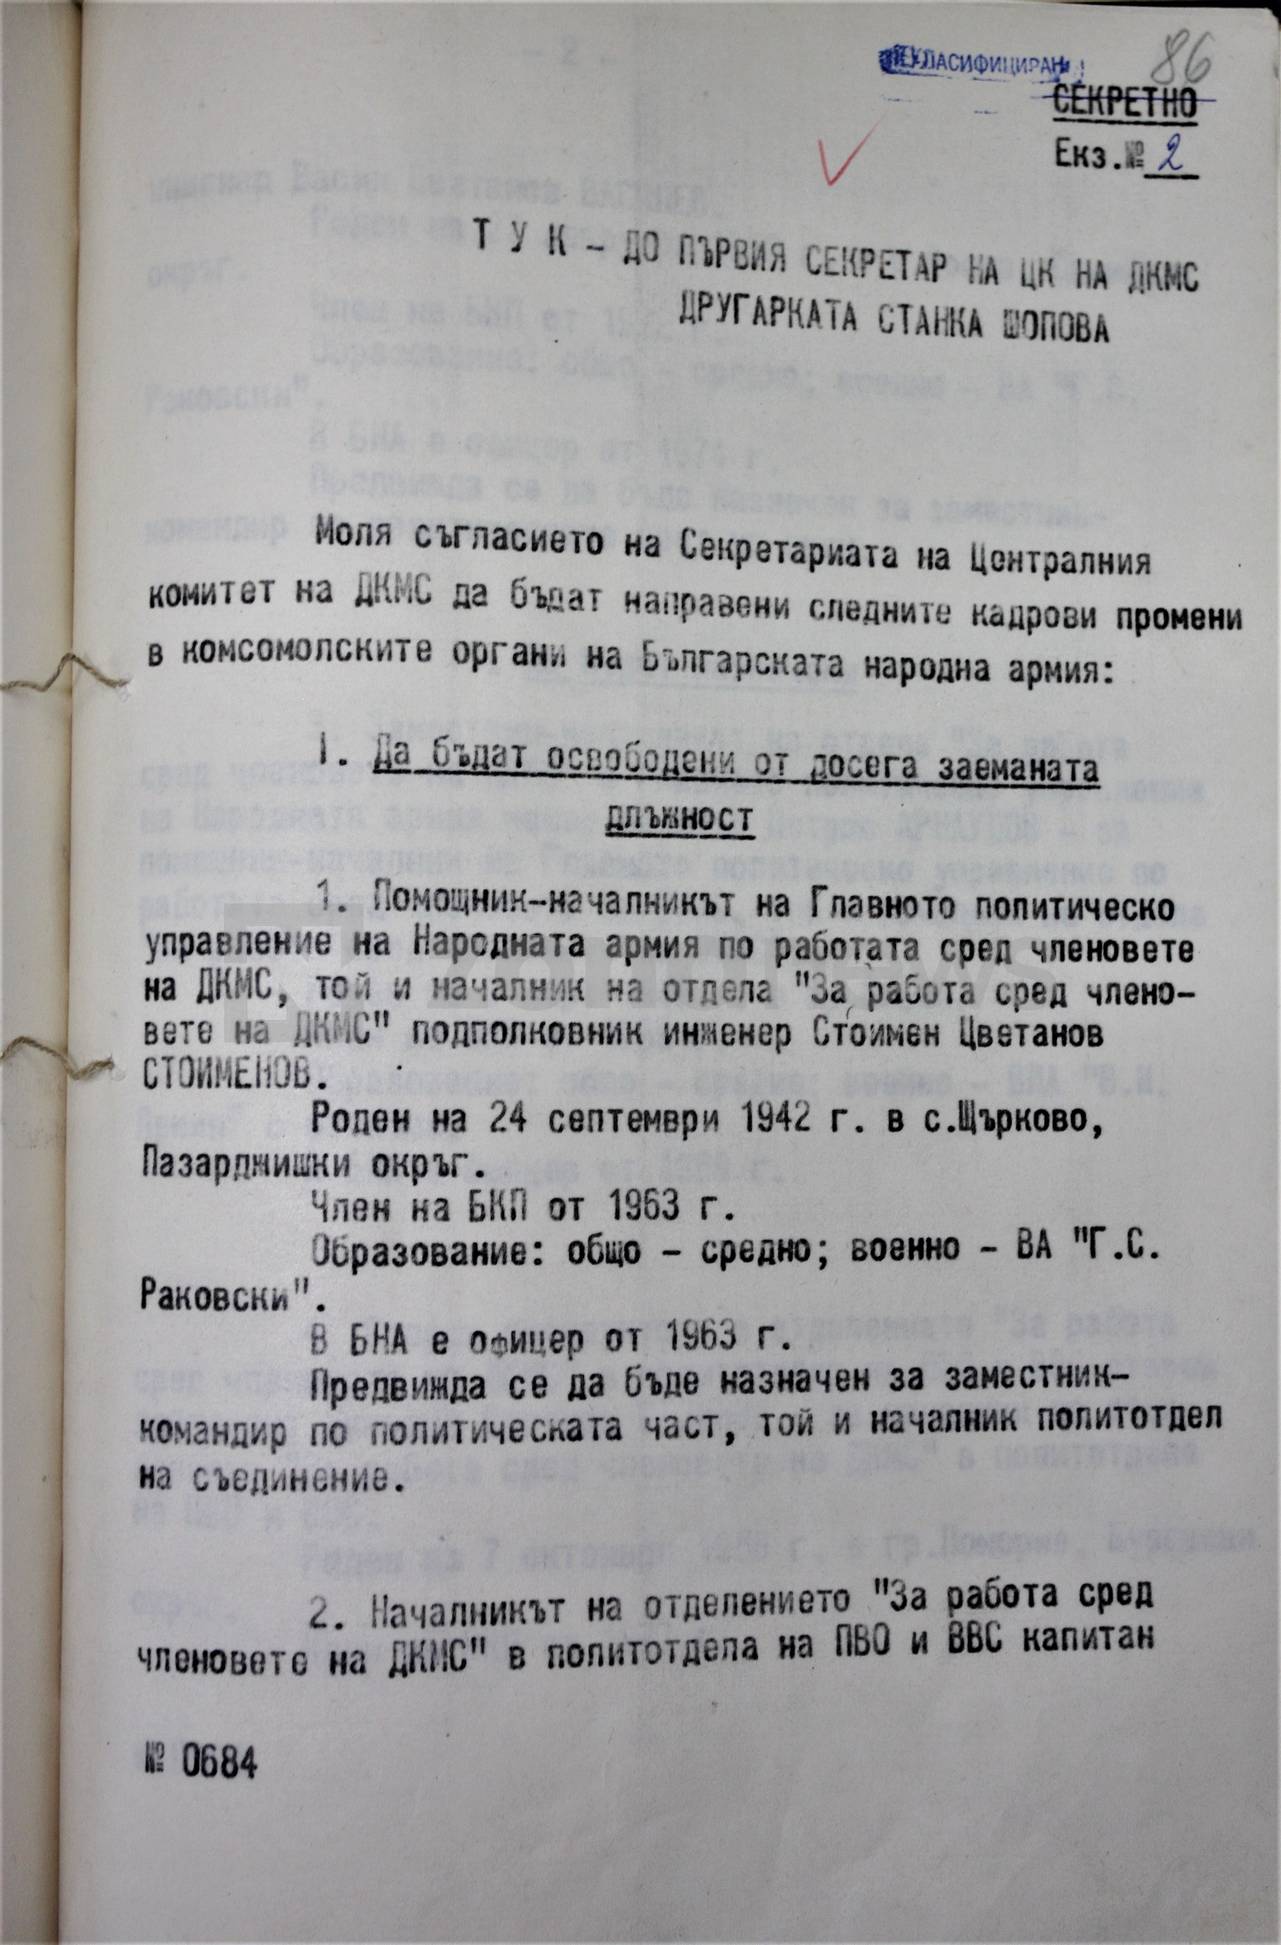 86
ДЕКЛАСИФИЦИРАН
СЕКРЕТНО
Екз.№ 2
Т У К – ДО ПЪРВИЯ СЕКРЕТАР НА ЦК НА ДКМС
ДРУГАРКАТА СТАНКА ШОПОВА
Моля съгласието на Секретариата на Централния
комитет на ДКМС да бъдат направени следните кадрови промени
в комсомолските органи на Българската народна армия:
I. Да бъдат освободени от досега заеманата
длъжност
1. Помощник-началникът на Главното политическо
управление на Народната армия по работата сред членовете
на ДКМС, той и началник на отдела "За работа сред члено-
вете на ДКМС" подполковник инженер Стоимен Цветанов
СТОИМЕНОВ.
Роден на 24 септември 1942 г. в с.Щърково,
Пазарджишки окръг.
Член на БКП от 1963 г.
Образование: общо – средно; военно – ВА "Г.С.
Раковски".
В БНА е офицер от 1963 г.
Предвижда се да бъде назначен за заместник-
командир по политическата част, той и началник политотдел
на съединение.
2. Началникът на отделението "За работа сред
членовете на ДКМС" в политотдела на ПВО и ВВС капитан
№ 0684